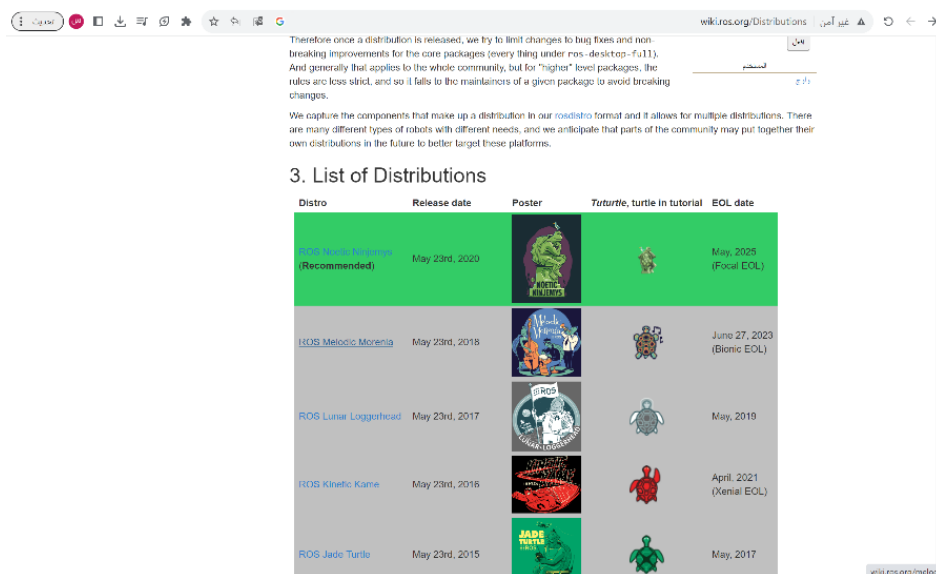 تحديث
wiki.ros.org/Distributions
غير آمن
Therefore once a distribution is released, we try to limit changes to bug fixes and non-
breaking improvements for the core packages (every thing under ros-desktop-full).
And generally that applies to the whole community, but for "higher" level packages, the
rules are less strict, and so it falls to the maintainers of a given package to avoid breaking
changes.
المستخدم
We capture the components that make up a distribution in our rosdistro format and it allows for multiple distributions. There
are many different types of robots with different needs, and we anticipate that parts of the community may put together their
own distributions in the future to better target these platforms.
3. List of Distributions
Distro Release date Poster Tuturtle, turtle in tutorial EOL date
ROS Noetic Ninjemys
(Recommended)
May 23rd, 2020
NOETIC
NINJEMYS
May, 2025
(Focal EOL)
ROS Melodic Morenia
May 23rd, 2018
Melodic
Morenia
June 27, 2023
(Bionic EOL)
ROS Lunar Loggerhead
May 23rd, 2017
ROS
LUNAR LOGGERHEAD
May, 2019
ROS Kinetic Kame
May 23rd, 2016
April, 2021
(Xenial EOL)
ROS Jade Turtle
May 23rd, 2015
JADE
TURTLE
May, 2017